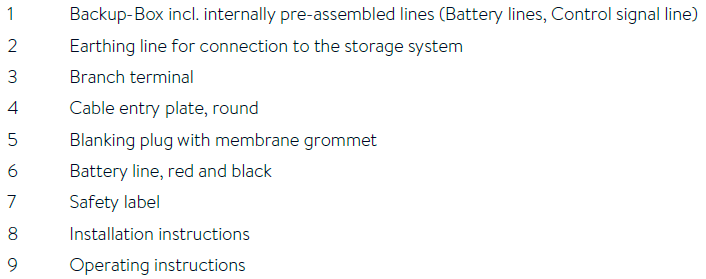 1 Backup-Box incl. internally pre-assembled lines (Battery lines, Control signal line)
2 Earthing line for connection to the storage system
3 Branch terminal
4 Cable entry plate, round
5 Blanking plug with membrane grommet
6 Battery line, red and black
7 Safety label
8 Installation instructions
9 Operating instructions